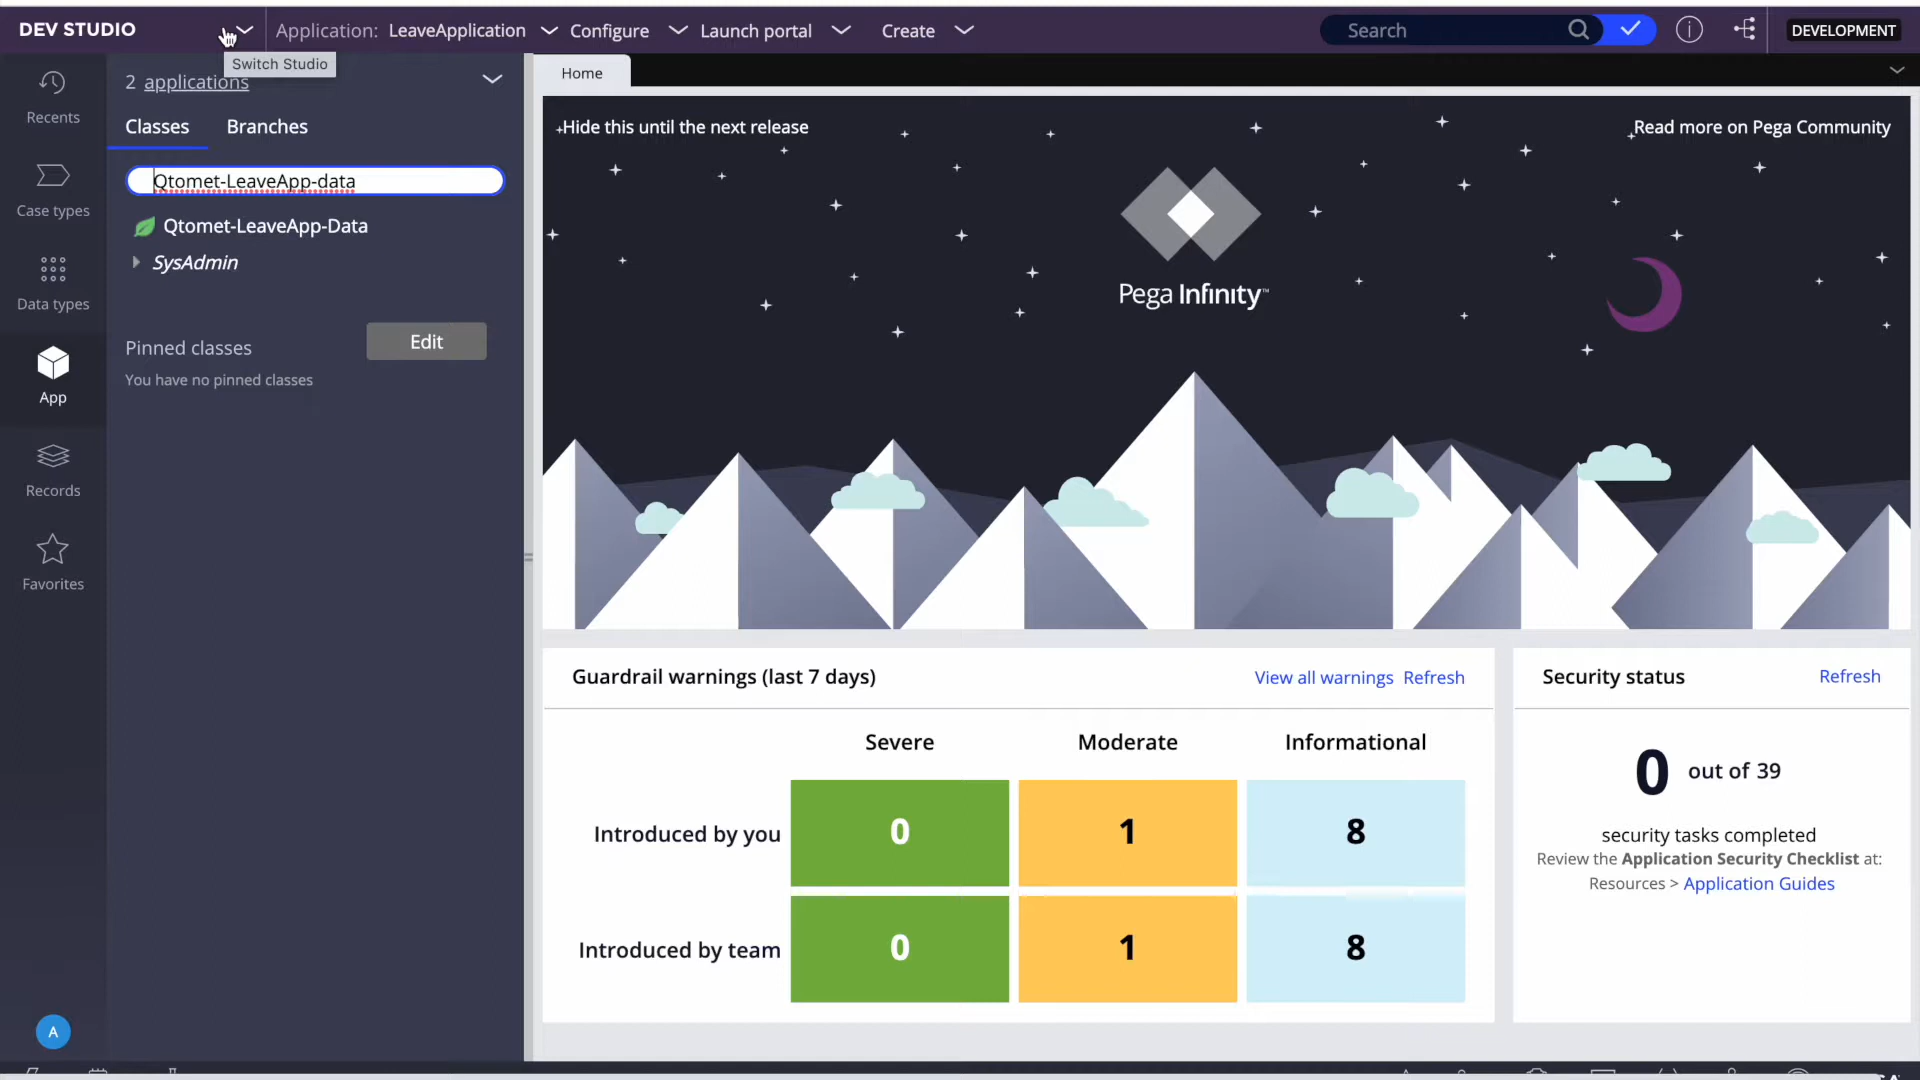 DEV STUDIO
Application: LeaveApplication
Configure
Launch portal
Create
Search
DEVELOPMENT
Switch Studio
2 applications
Home
Recents
Classes
Branches
Hide this until the next release
Read more on Pega Community
Qtomet-LeaveApp-data
Case types
Qtomet-LeaveApp-Data
SysAdmin
Data types
Pega Infinity™
Pinned classes
Edit
You have no pinned classes
App
Records
Favorites
Guardrail warnings (last 7 days)
View all warnings
Refresh
Security status
Refresh
Severe
Moderate
Informational
0 out of 39
security tasks completed
Review the Application Security Checklist at:
Resources > Application Guides
Introduced by you
0
1
8
Introduced by team
0
1
8
A